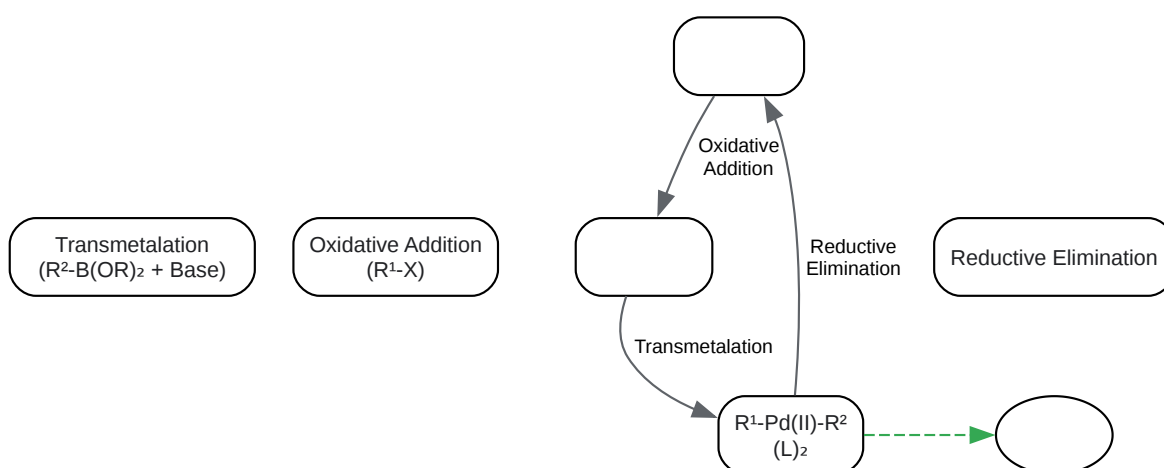 Oxidative
Addition
Transmetalation
(R²-B(OR)₂ + Base)
Oxidative Addition
(R¹-X)
Reductive
Elimination
Reductive Elimination
Transmetalation
R¹-Pd(II)-R²
(L)₂